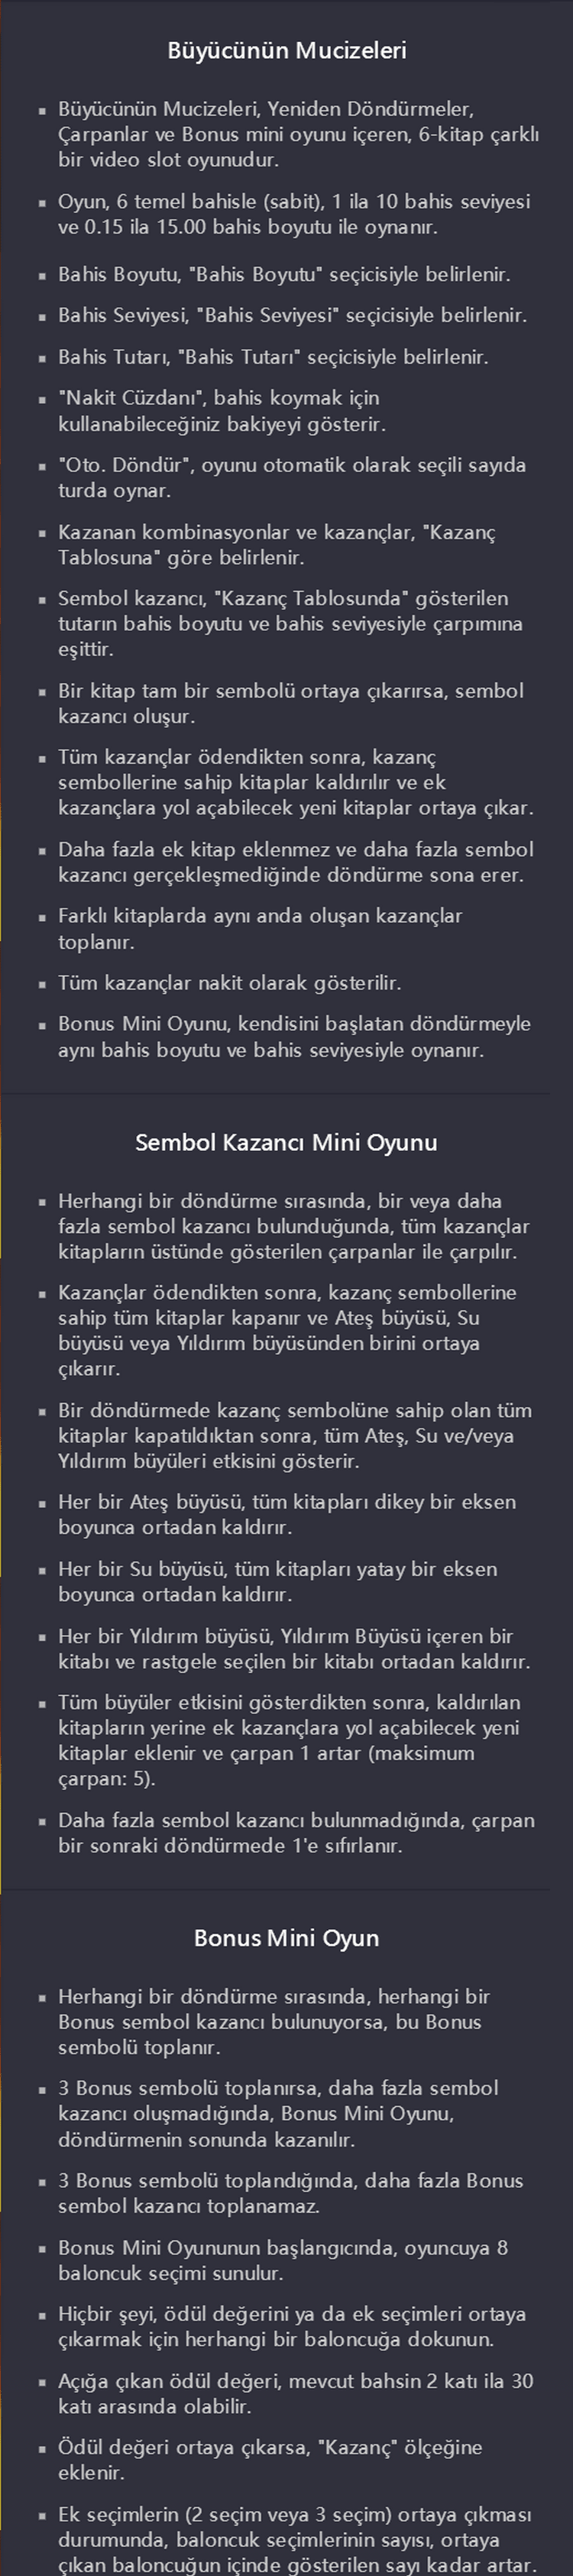 Büyücünün Mucizeleri
▪ Büyücünün Mucizeleri, Yeniden Döndürmeler,
Çarpanlar ve Bonus mini oyunu içeren, 6-kitap çarklı
bir video slot oyunudur.
▪ Oyun, 6 temel bahisle (sabit), 1 ila 10 bahis seviyesi
ve 0.15 ila 15.00 bahis boyutu ile oynanır.
▪ Bahis Boyutu, "Bahis Boyutu" seçicisiyle belirlenir.
▪ Bahis Seviyesi, "Bahis Seviyesi" seçicisiyle belirlenir.
▪ Bahis Tutarı, "Bahis Tutarı" seçicisiyle belirlenir.
▪ "Nakit Cüzdanı", bahis koymak için
kullanabileceğiniz bakiyeyi gösterir.
▪ "Oto. Döndür", oyunu otomatik olarak seçili sayıda
turda oynar.
▪ Kazanan kombinasyonlar ve kazançlar, "Kazanç
Tablosuna" göre belirlenir.
▪ Sembol kazancı, "Kazanç Tablosunda" gösterilen
tutarın bahis boyutu ve bahis seviyesiyle çarpımına
eşittir.
▪ Bir kitap tam bir sembolü ortaya çıkarırsa, sembol
kazancı oluşur.
▪ Tüm kazançlar ödendikten sonra, kazanç
sembollerine sahip kitaplar kaldırılır ve ek
kazançlara yol açabilecek yeni kitaplar ortaya çıkar.
▪ Daha fazla ek kitap eklenmez ve daha fazla sembol
kazancı gerçekleşmediğinde döndürme sona erer.
▪ Farklı kitaplarda aynı anda oluşan kazançlar
toplanır.
▪ Tüm kazançlar nakit olarak gösterilir.
▪ Bonus Mini Oyunu, kendisini başlatan döndürmeyle
aynı bahis boyutu ve bahis seviyesiyle oynanır.
Sembol Kazancı Mini Oyunu
▪ Herhangi bir döndürme sırasında, bir veya daha
fazla sembol kazancı bulunduğunda, tüm kazançlar
kitapların üstünde gösterilen çarpanlar ile çarpılır.
▪ Kazançlar ödendikten sonra, kazanç sembollerine
sahip tüm kitaplar kapanır ve Ateş büyüsü, Su
büyüsü veya Yıldırım büyüsünden birini ortaya
çıkarır.
▪ Bir döndürmede kazanç sembolüne sahip olan tüm
kitaplar kapatıldıktan sonra, tüm Ateş, Su ve/veya
Yıldırım büyüleri etkisini gösterir.
▪ Her bir Ateş büyüsü, tüm kitapları dikey bir eksen
boyunca ortadan kaldırır.
▪ Her bir Su büyüsü, tüm kitapları yatay bir eksen
boyunca ortadan kaldırır.
▪ Her bir Yıldırım büyüsü, Yıldırım Büyüsü içeren bir
kitabı ve rastgele seçilen bir kitabı ortadan kaldırır.
▪ Tüm büyüler etkisini gösterdikten sonra, kaldırılan
kitapların yerine ek kazançlara yol açabilecek yeni
kitaplar eklenir ve çarpan 1 artar (maksimum
çarpan: 5).
▪ Daha fazla sembol kazancı bulunmadığında, çarpan
bir sonraki döndürmede 1'e sıfırlanır.
Bonus Mini Oyun
▪ Herhangi bir döndürme sırasında, herhangi bir
Bonus sembol kazancı bulunuyorsa, bu Bonus
sembolü toplanır.
▪ 3 Bonus sembolü toplanırsa, daha fazla sembol
kazancı oluşmadığında, Bonus Mini Oyunu,
döndürmenin sonunda kazanılır.
▪ 3 Bonus sembolü toplandığında, daha fazla Bonus
sembol kazancı toplanamaz.
▪ Bonus Mini Oyununun başlangıcında, oyuncuya 8
baloncuk seçimi sunulur.
▪ Hiçbir şeyi, ödül değerini ya da ek seçimleri ortaya
çıkarmak için herhangi bir baloncuğa dokunun.
▪ Açığa çıkan ödül değeri, mevcut bahsin 2 katı ila 30
katı arasında olabilir.
▪ Ödül değeri ortaya çıkarsa, "Kazanç" ölçeğine
eklenir.
▪ Ek seçimlerin (2 seçim veya 3 seçim) ortaya çıkması
durumunda, baloncuk seçimlerinin sayısı, ortaya
çıkan baloncuğun içinde gösterilen sayı kadar artar.